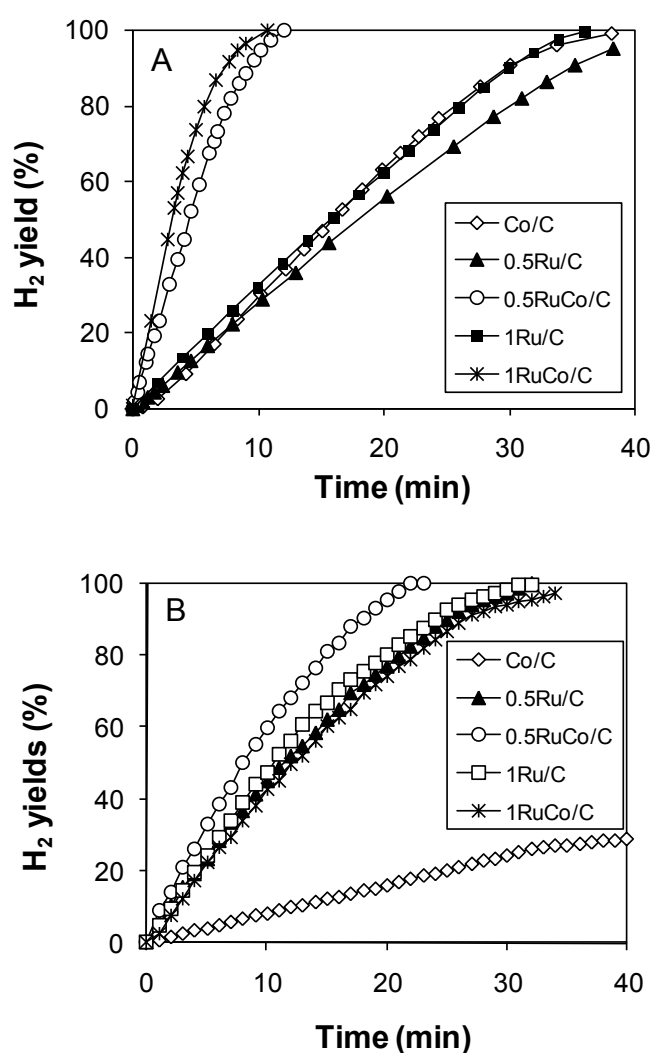 A
H2 yield (%)
100
80
60
40
20
0
Co/C
0.5Ru/C
0.5RuCo/C
1Ru/C
1RuCo/C
0 10 20 30 40
Time (min)
B
H2 yields (%)
100
80
60
40
20
0
Co/C
0.5Ru/C
0.5RuCo/C
1Ru/C
1RuCo/C
0 10 20 30 40
Time (min)